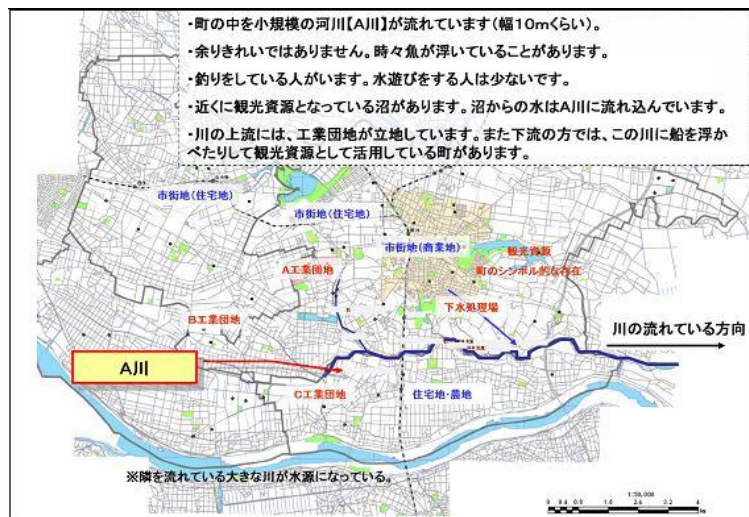 ・町の中を小規模の河川【A川】が流れています(幅10mくらい)。
・余りきれいではありません。時々魚が浮いていることがあります。
・釣りをしている人がいます。水遊びをする人は少ないです。
・近くに観光資源となっている沼があります。沼からの水はA川に流れ込んでいます。
・川の上流には、工業団地が立地しています。また下流の方では、この川に船を浮か
べたりして観光資源として活用している町があります。
市街地(住宅地)
市街地(住宅地)
市街地(商業地)
観光資源
町のシンボル的な存在
A工業団地
下水処理場
B工業団地
川の流れている方向
A川
C工業団地
住宅地・農地
※隣を流れている大きな川が水源になっている。